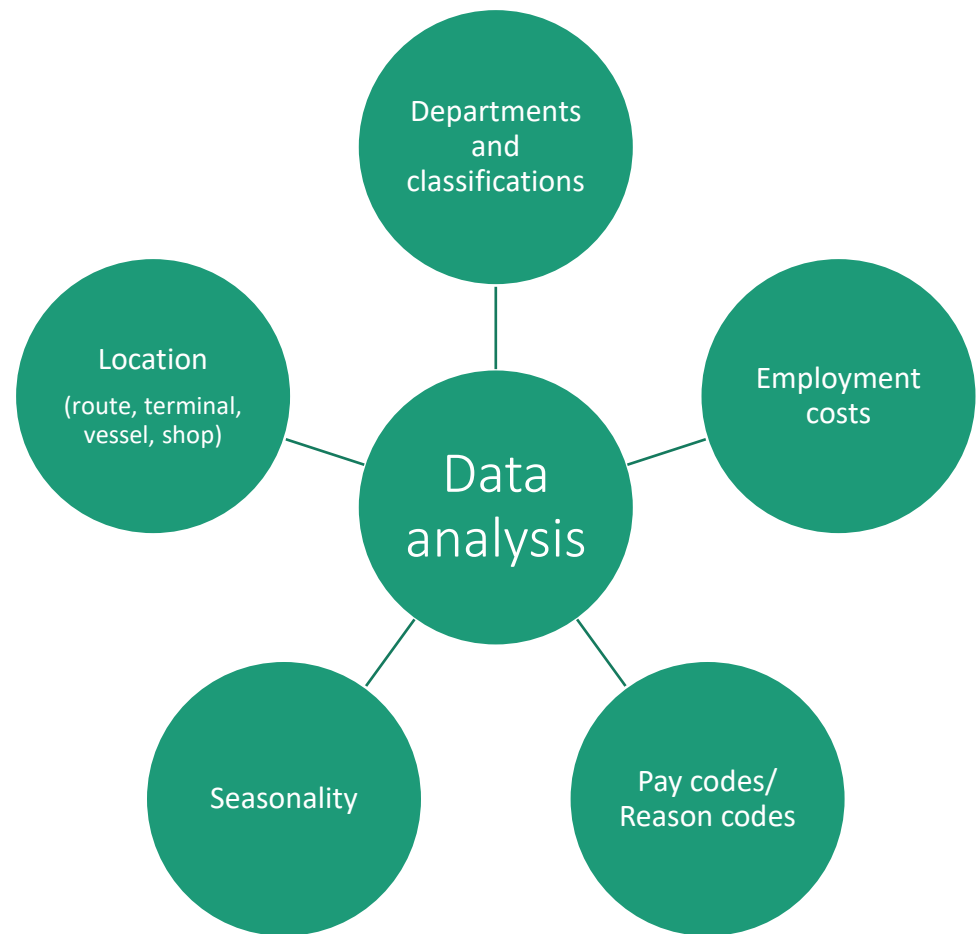 Departments
and
classifications
Location
(route, terminal,
vessel, shop)
Employment
costs
Data
analysis
Seasonality
Pay codes/
Reason codes